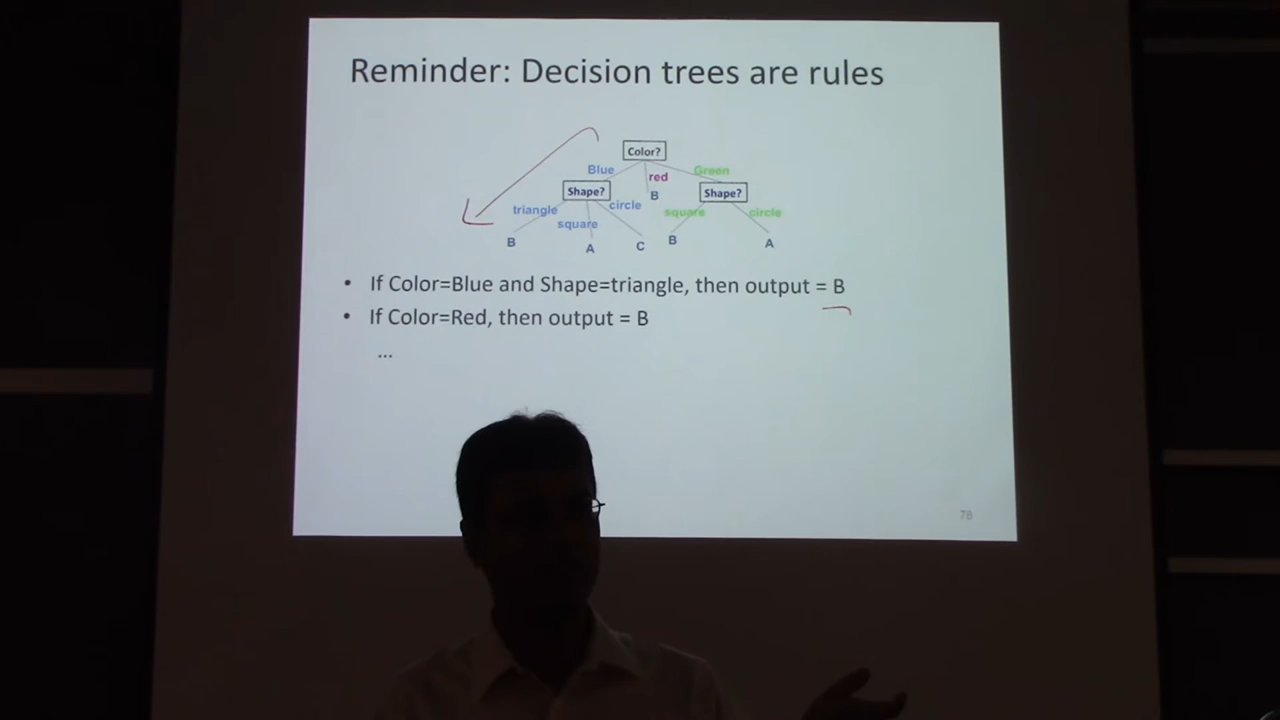 Reminder: Decision trees are rules
Color?
Blue
red
Green
Shape?
B
Shape?
triangle
square
circle
square
circle
B
A
C
B
A
• If Color=Blue and Shape=triangle, then output = B
• If Color=Red, then output = B
...
78